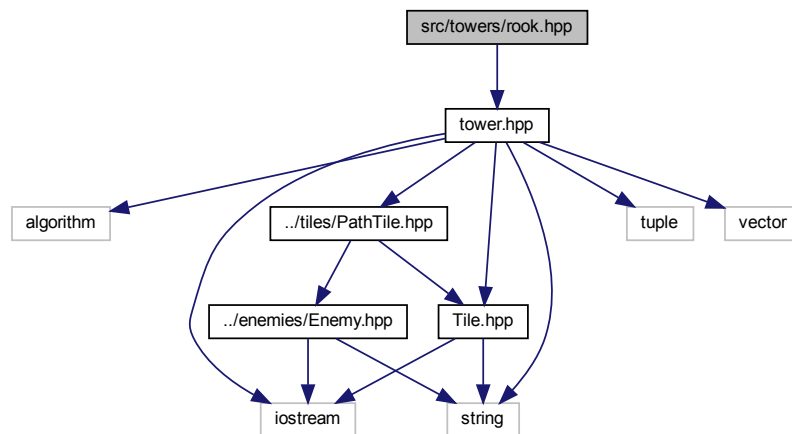 src/towers/rook.hpp
tower.hpp
algorithm
../tiles/PathTile.hpp
tuple
vector
../enemies/Enemy.hpp
Tile.hpp
iostream
string